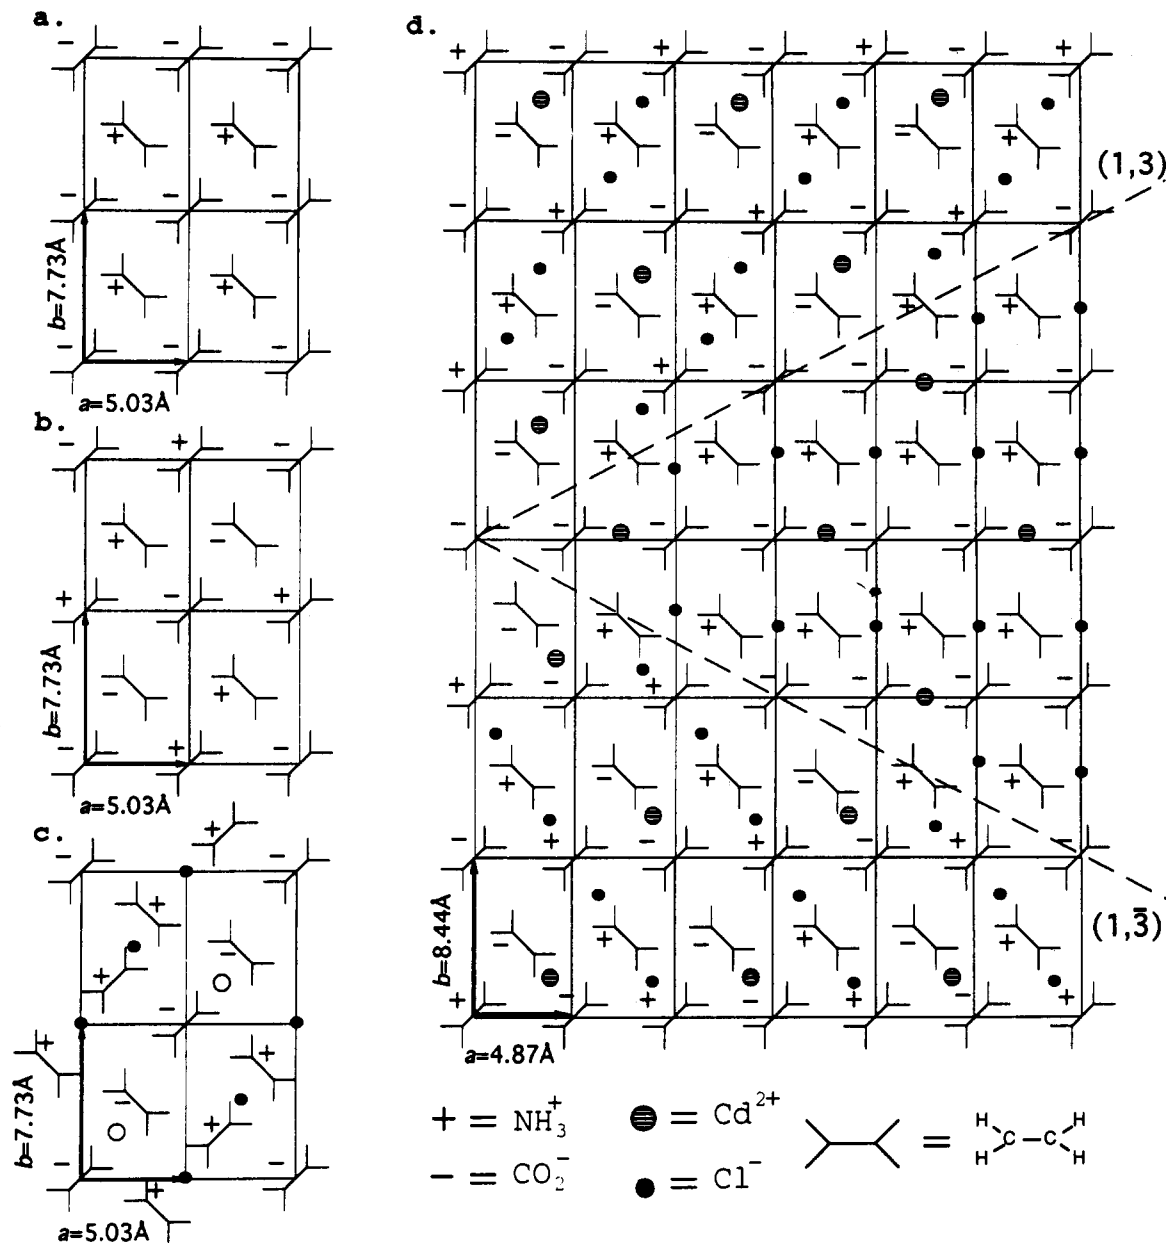 a.
b=7.73Å
a=5.03Å
b.
b=7.73Å
a=5.03Å
c.
b=7.73Å
a=5.03Å
d.
(1,3)
(1,3̄)
b=8.44Å
a=4.87Å
+ = NH₃⁺
− = CO₂⁻
= Cd²⁺
= Cl⁻
=
H H
C−C
H H